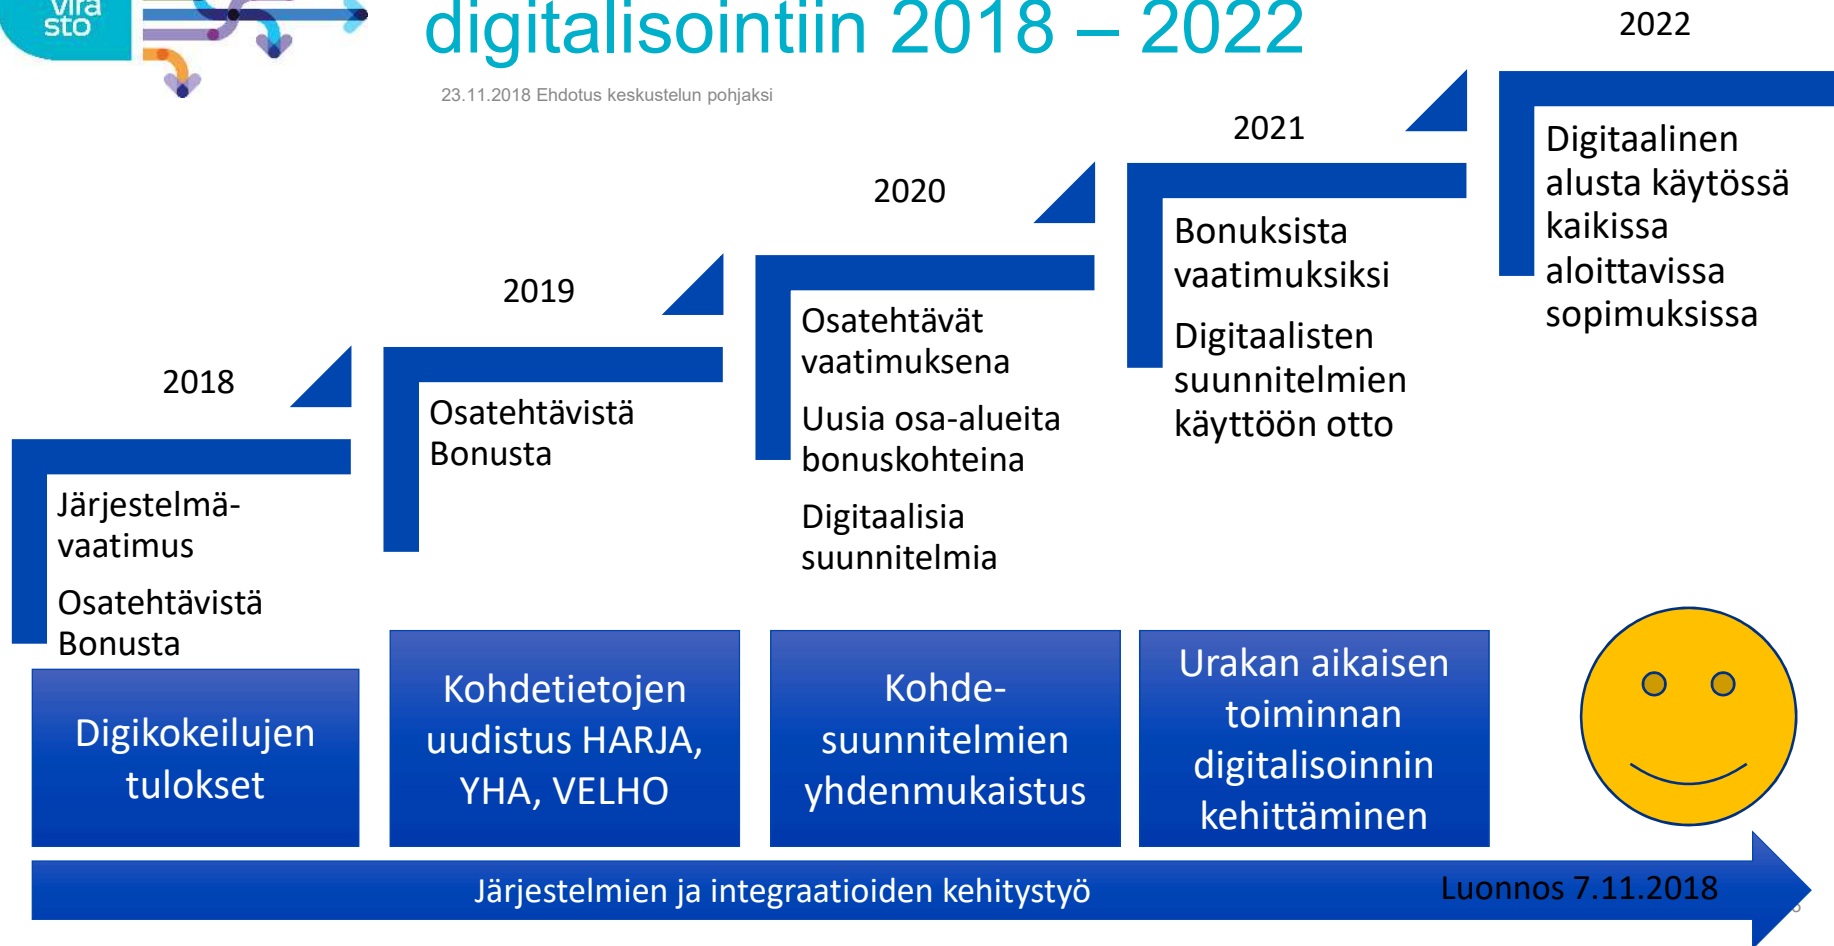 sto
digitalisointiin 2018 – 2022
23.11.2018 Ehdotus keskustelun pohjaksi
2018
Järjestelmä-
vaatimus
Osatehtävistä
Bonusta
2019
Osatehtävistä
Bonusta
2020
Osatehtävät
vaatimuksena
Uusia osa-alueita
bonuskohteina
Digitaalisia
suunnitelmia
2021
Bonuksista
vaatimuksiksi
Digitaalisten
suunnitelmien
käyttöön otto
2022
Digitaalinen
alusta käytössä
kaikissa
aloittavissa
sopimuksissa
Digikokeilujen
tulokset
Kohdetietojen
uudistus HARJA,
YHA, VELHO
Kohde-
suunnitelmien
yhdenmukaistus
Urakan aikaisen
toiminnan
digitalisoinnin
kehittäminen
Järjestelmien ja integraatioiden kehitystyö
Luonnos 7.11.2018